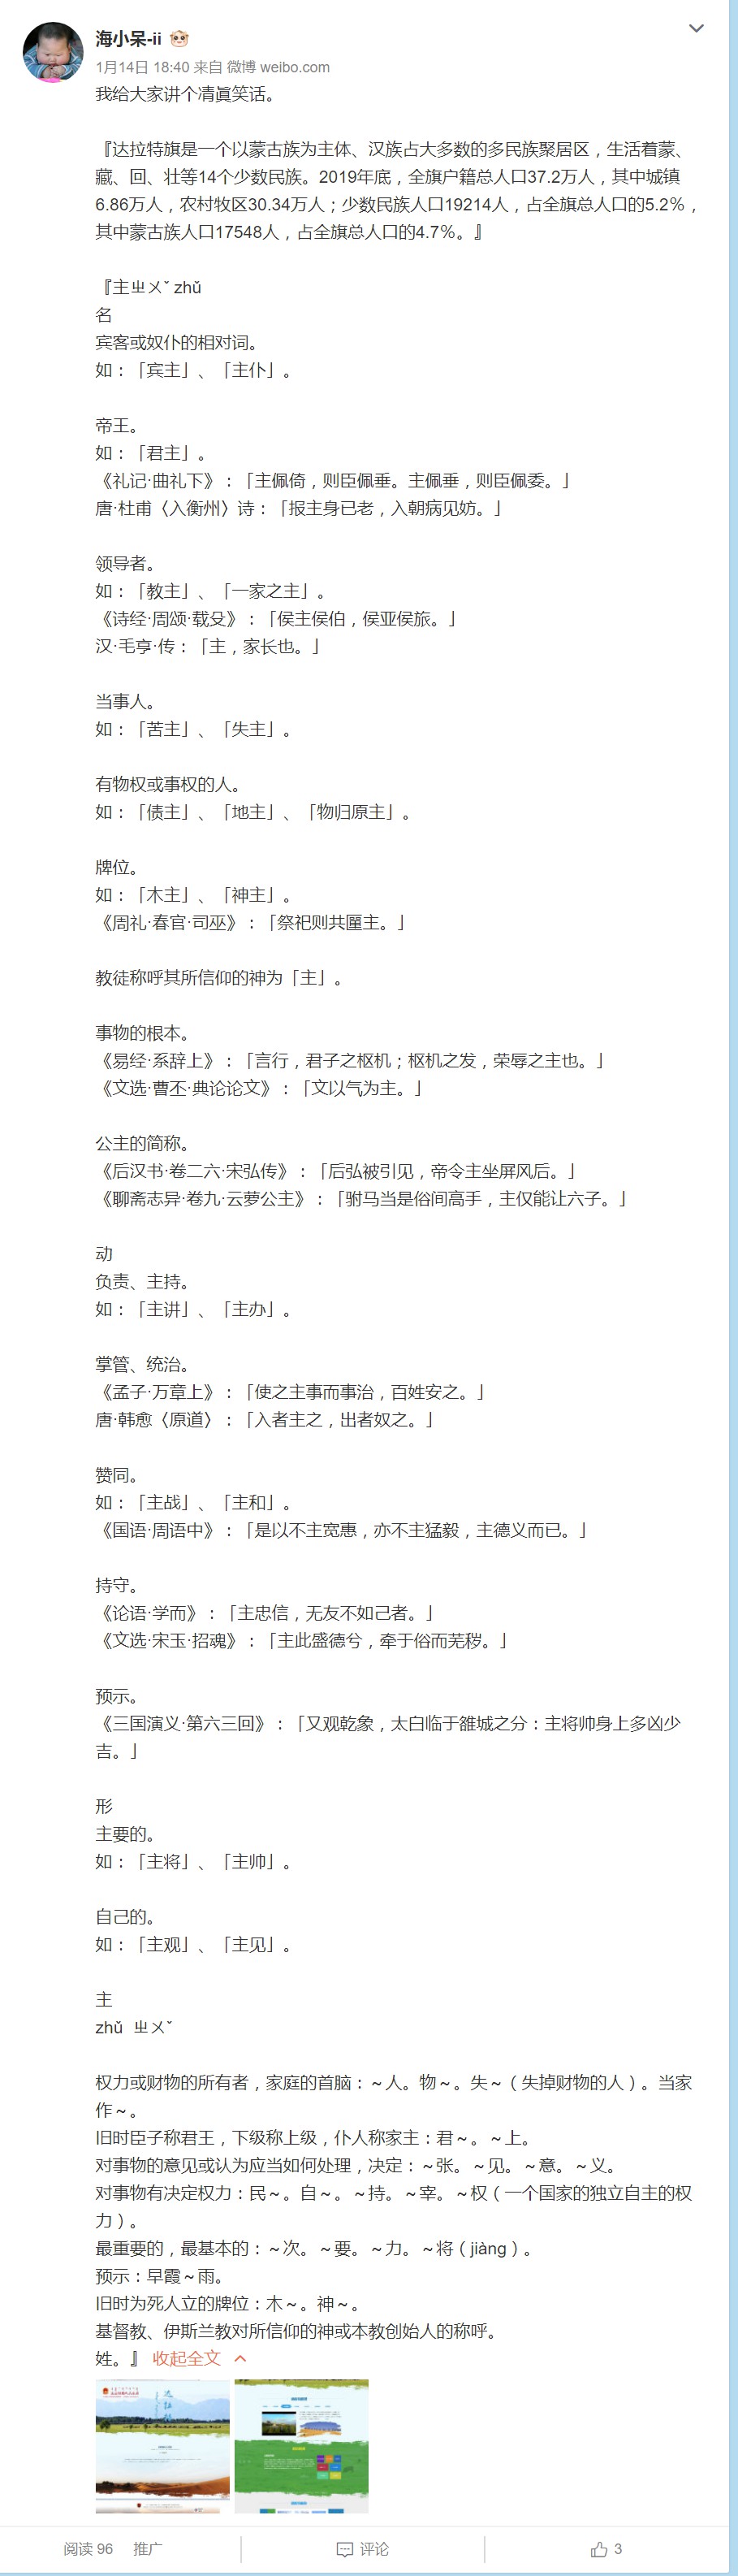 海小呆-ii
1月14日 18:40 来自 微博 weibo.com
我给大家讲个清眞笑话。
『达拉特旗是一个以蒙古族为主体、汉族占大多数的多民族聚居区，生活着蒙、
藏、回、壮等14个少数民族。2019年底，全旗户籍总人口37.2万人，其中城镇
6.86万人，农村牧区30.34万人；少数民族人口19214人，占全旗总人口的5.2%，
其中蒙古族人口17548人，占全旗总人口的4.7%。』
『主ㄓㄨˇ zhǔ
名
宾客或奴仆的相对词。
如：「宾主」、「主仆」。
帝王。
如：「君主」。
《礼记·曲礼下》：「主佩倚，则臣佩垂。主佩垂，则臣佩委。」
唐·杜甫〈入衡州〉诗：「报主身已老，入朝病见妨。」
领导者。
如：「教主」、「一家之主」。
《诗经·周颂·载殳》：「侯主侯伯，侯亚侯旅。」
汉·毛亨·传：「主，家长也。」
当事人。
如：「苦主」、「失主」。
有物权或事权的人。
如：「债主」、「地主」、「物归原主」。
牌位。
如：「木主」、「神主」。
《周礼·春官·司巫》：「祭祀则共匰主。」
教徒称呼其所信仰的神为「主」。
事物的根本。
《易经·系辞上》：「言行，君子之枢机；枢机之发，荣辱之主也。」
《文选·曹丕·典论论文》：「文以气为主。」
公主的简称。
《后汉书·卷二六·宋弘传》：「后弘被引见，帝令主坐屏风后。」
《聊斋志异·卷九·云萝公主》：「驸马当是俗间高手，主仅能让六子。」
动
负责、主持。
如：「主讲」、「主办」。
掌管、统治。
《孟子·万章上》：「使之主事而事治，百姓安之。」
唐·韩愈〈原道〉：「入者主之，出者奴之。」
赞同。
如：「主战」、「主和」。
《国语·周语中》：「是以不主宽惠，亦不主猛毅，主德义而已。」
持守。
《论语·学而》：「主忠信，无友不如己者。」
《文选·宋玉·招魂》：「主此盛德兮，牵于俗而芜秽。」
预示。
《三国演义·第六三回》：「又观乾象，太白临于雒城之分：主将帅身上多凶少
吉。」
形
主要的。
如：「主将」、「主帅」。
自己的。
如：「主观」、「主见」。
主
zhǔ ㄓㄨˇ
权力或财物的所有者，家庭的首脑：～人。物～。失～（失掉财物的人）。当家
作～。
旧时臣子称君王，下级称上级，仆人称家主：君～。～上。
对事物的意见或认为应当如何处理，决定：～张。～见。～意。～义。
对事物有决定权力：民～。自～。～持。～宰。～权（一个国家的独立自主的权
力）。
最重要的，最基本的：～次。～要。～力。～将（jiàng）。
预示：早霞～雨。
旧时为死人立的牌位：木～。神～。
基督教、伊斯兰教对所信仰的神或本教创始人的称呼。
姓。』 收起全文
阅读 96 推广 评论 3